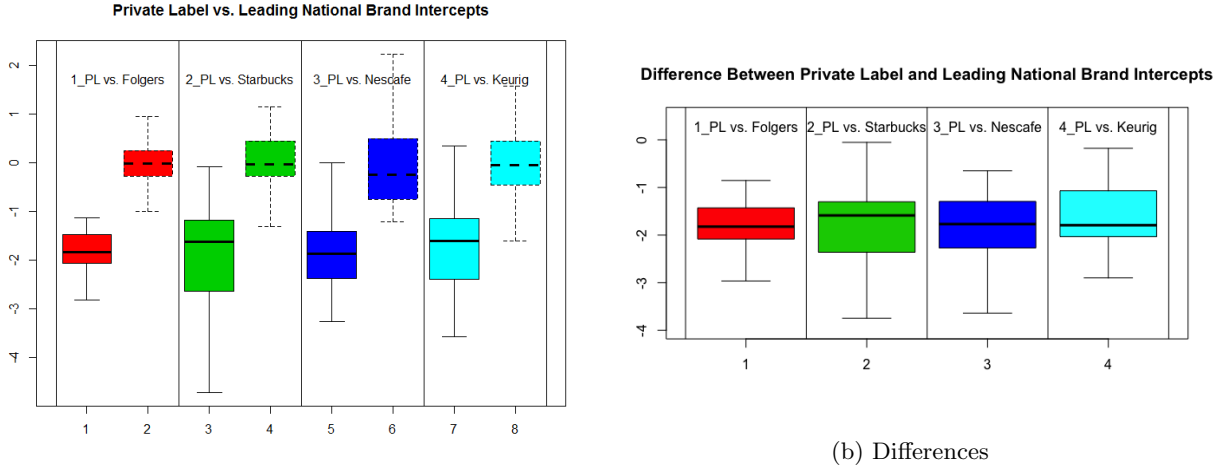 Private Label vs. Leading National Brand Intercepts
1_PL vs. Folgers 2_PL vs. Starbucks 3_PL vs. Nescafe 4_PL vs. Keurig
2
1
0
-1
-2
-3
-4
1 2 3 4 5 6 7 8
Difference Between Private Label and Leading National Brand Intercepts
1_PL vs. Folgers 2_PL vs. Starbucks 3_PL vs. Nescafe 4_PL vs. Keurig
0
-1
-2
-3
-4
1 2 3 4
(b) Differences